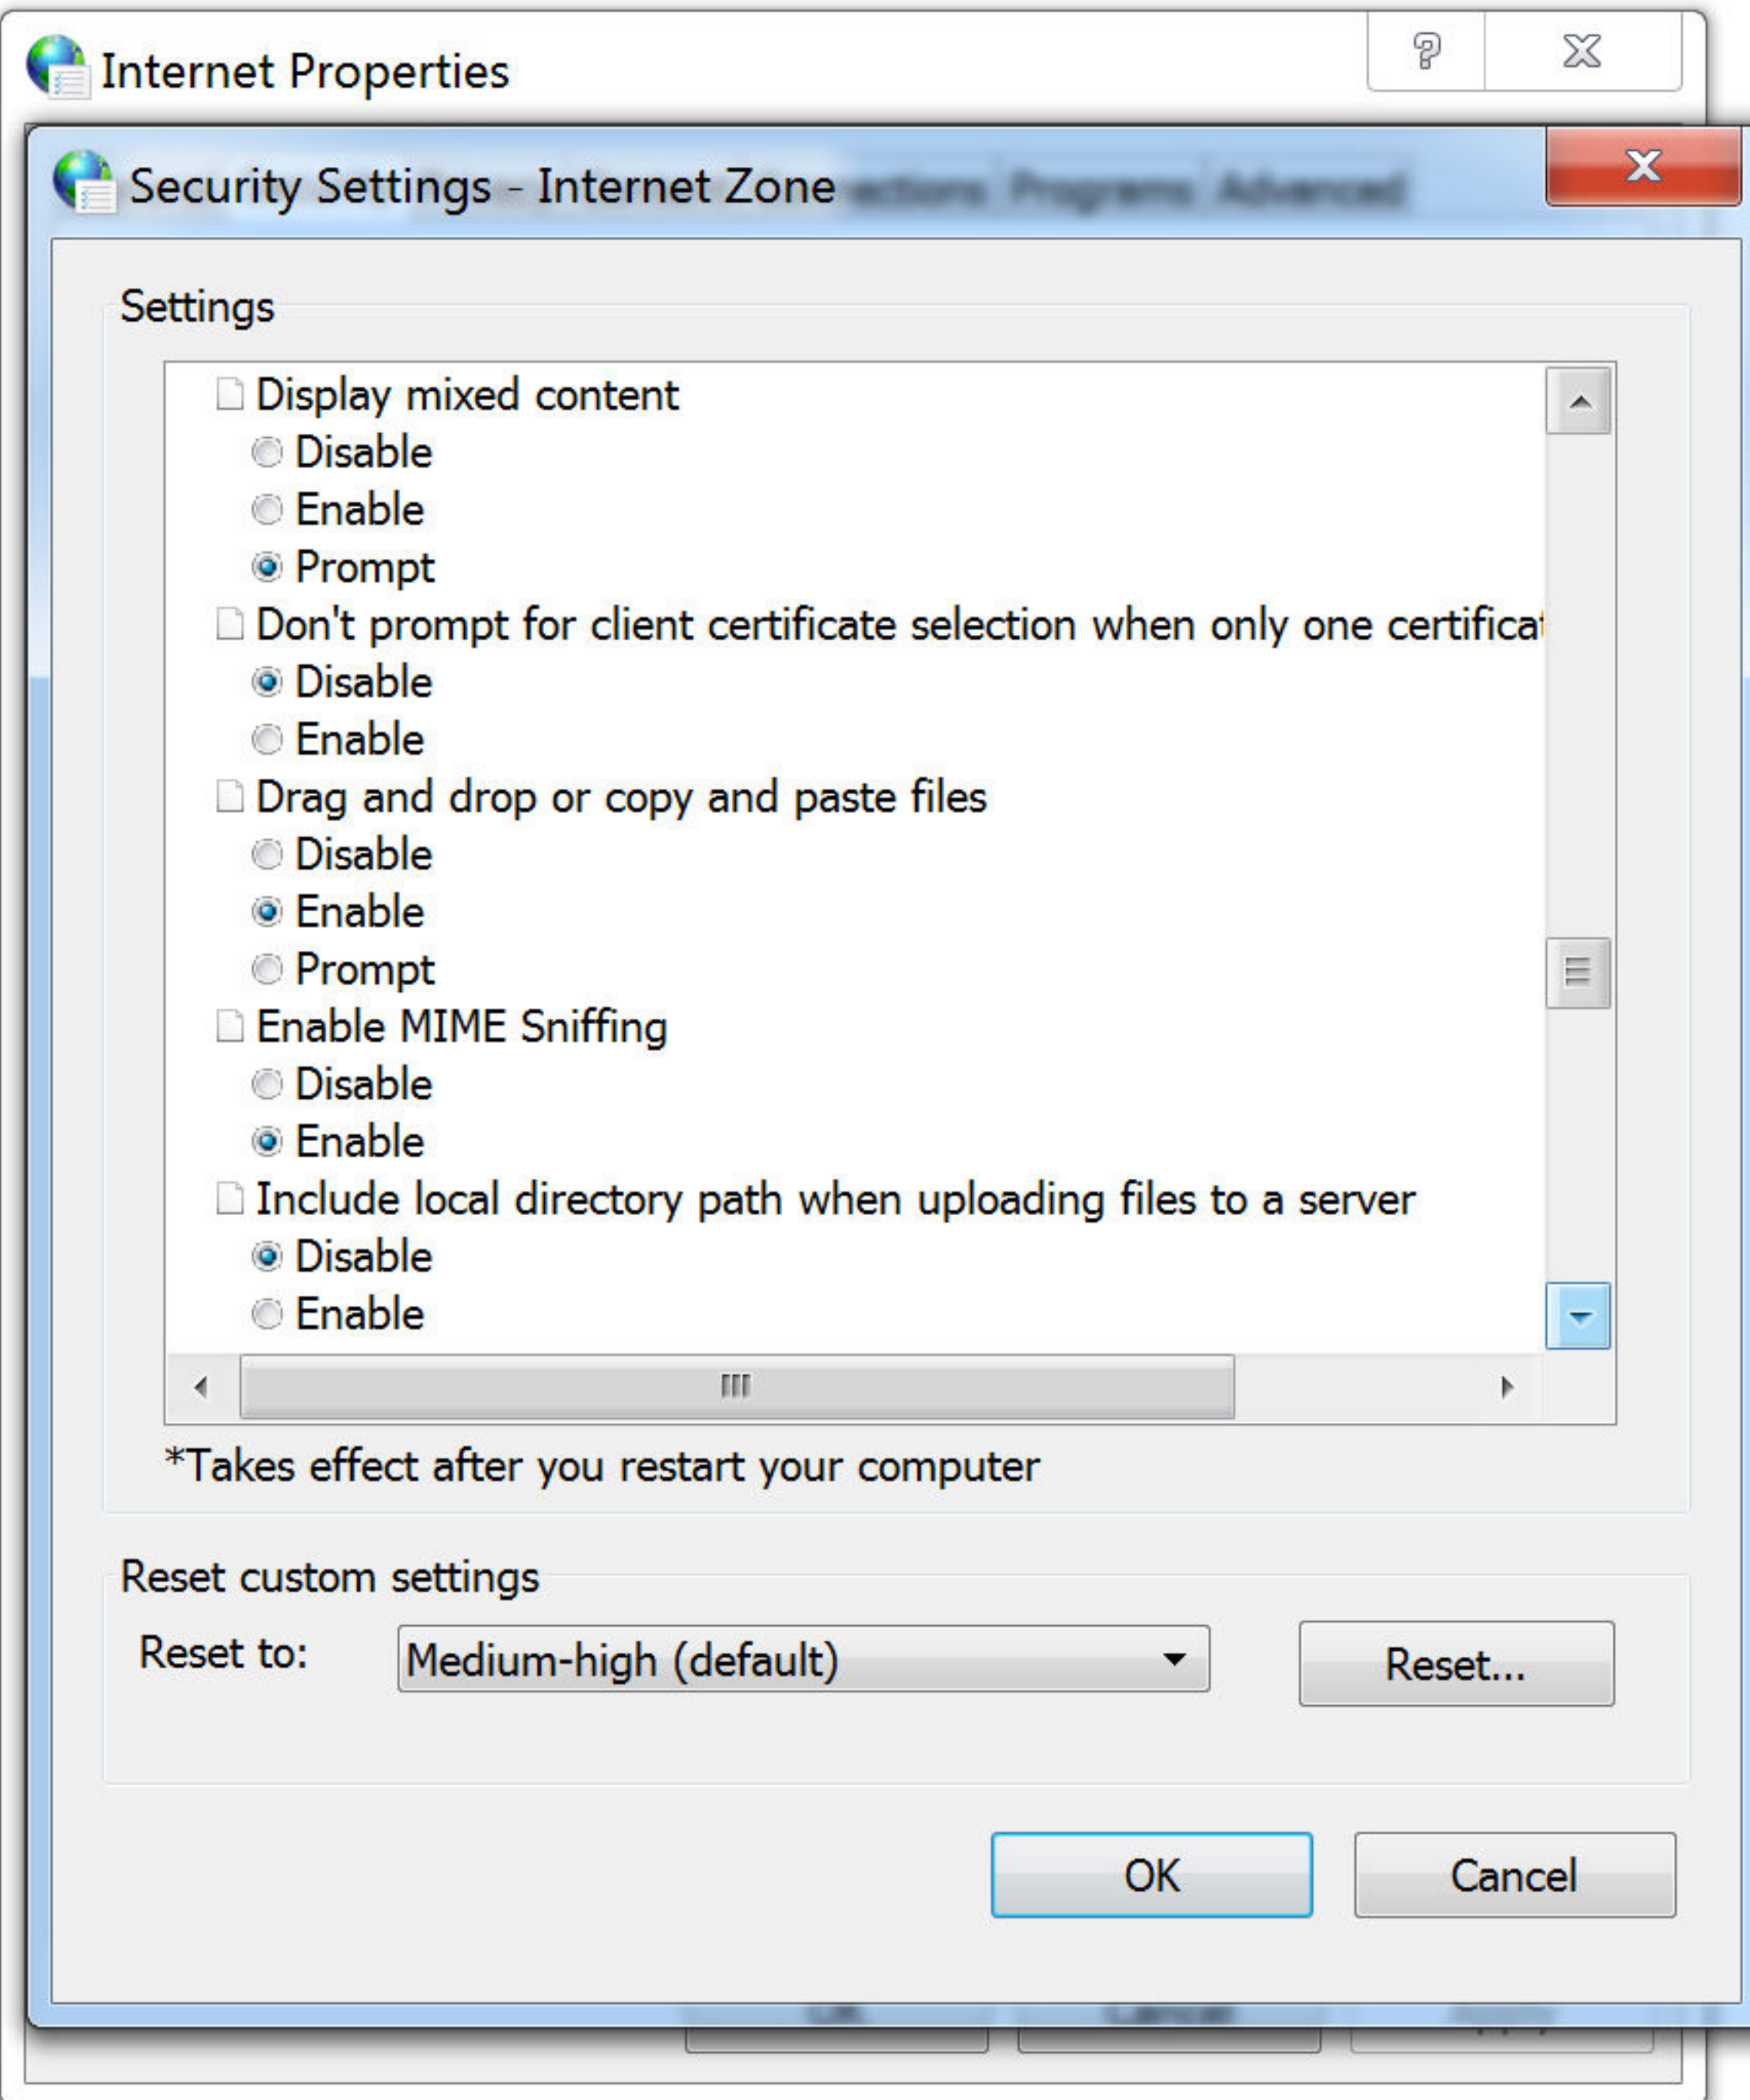 Internet Properties
Security Settings - Internet Zone
Programs Advanced
Settings
Display mixed content
Disable
Enable
Prompt
Don't prompt for client certificate selection when only one
Disable
Enable
Drag and drop or copy and paste files
Disable
Enable
Prompt
Enable MIME Sniffing
Disable
Enable
Include local directory path when uploading files to a server
Disable
Enable
*Takes effect after you restart your computer
Reset custom settings
Reset to: Medium-high (default) Reset...
OK Cancel